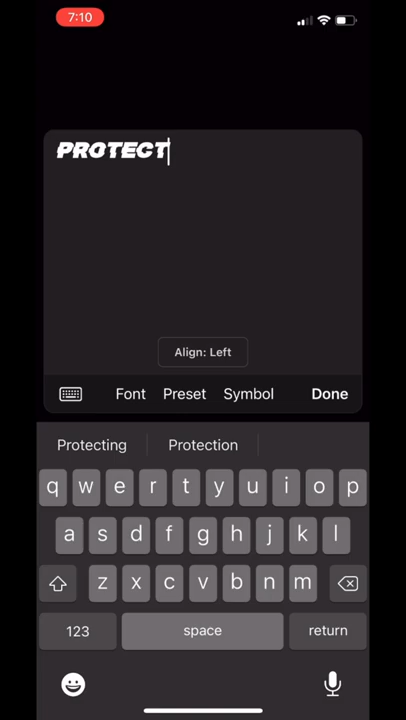 7:10
PROTECT
Align: Left
Font Preset Symbol Done
Protecting Protection
q w e r t y u i o p
a s d f g h j k l
z x c v b n m
123 space return